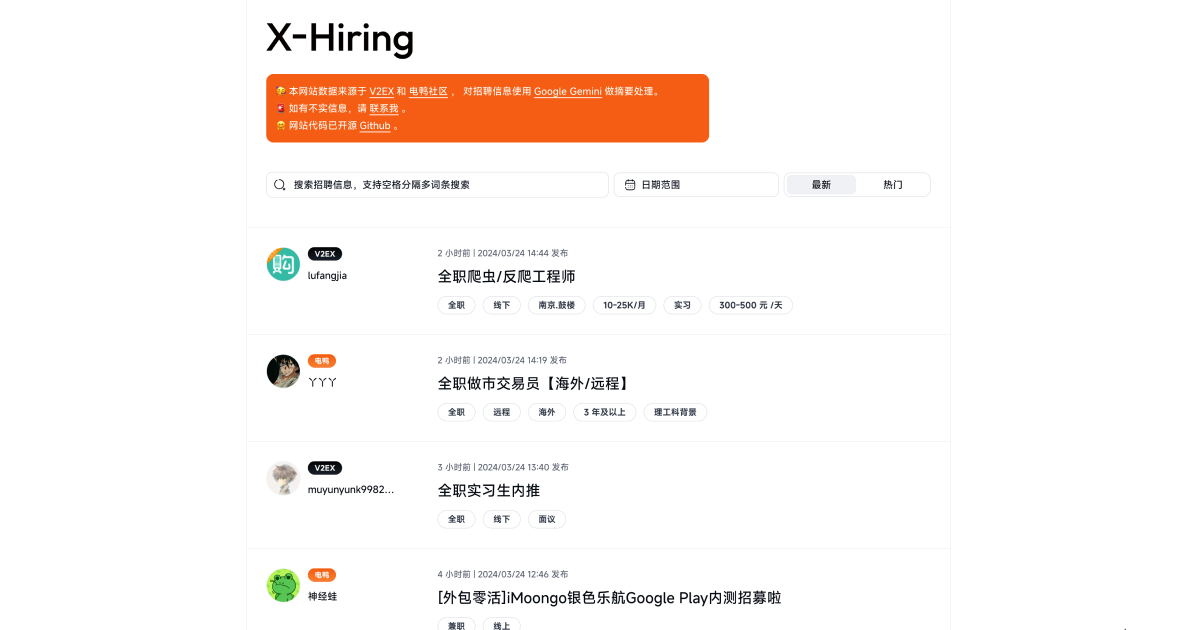 X-Hiring
本网站数据来源于 V2EX 和 电鸭社区 ， 对招聘信息使用 Google Gemini 做摘要处理。
如有不实信息，请 联系我 。
网站代码已开源 Github 。
搜索招聘信息，支持空格分隔多词条搜索 日期范围 最新 热门
购 V2EX 2 小时前 | 2024/03/24 14:44 发布
lufangjia 全职爬虫/反爬工程师
全职 线下 南京.鼓楼 10-25K/月 实习 300-500 元 /天
电鸭 2 小时前 | 2024/03/24 14:19 发布
丫丫丫 全职做市交易员【海外/远程】
全职 远程 海外 3 年及以上 理工科背景
V2EX 3 小时前 | 2024/03/24 13:40 发布
muyunyunk9982... 全职实习生内推
全职 线下 面议
电鸭 4 小时前 | 2024/03/24 12:46 发布
神经蛙 [外包零活]iMoongo银色乐航Google Play内测招募啦
兼职 线上